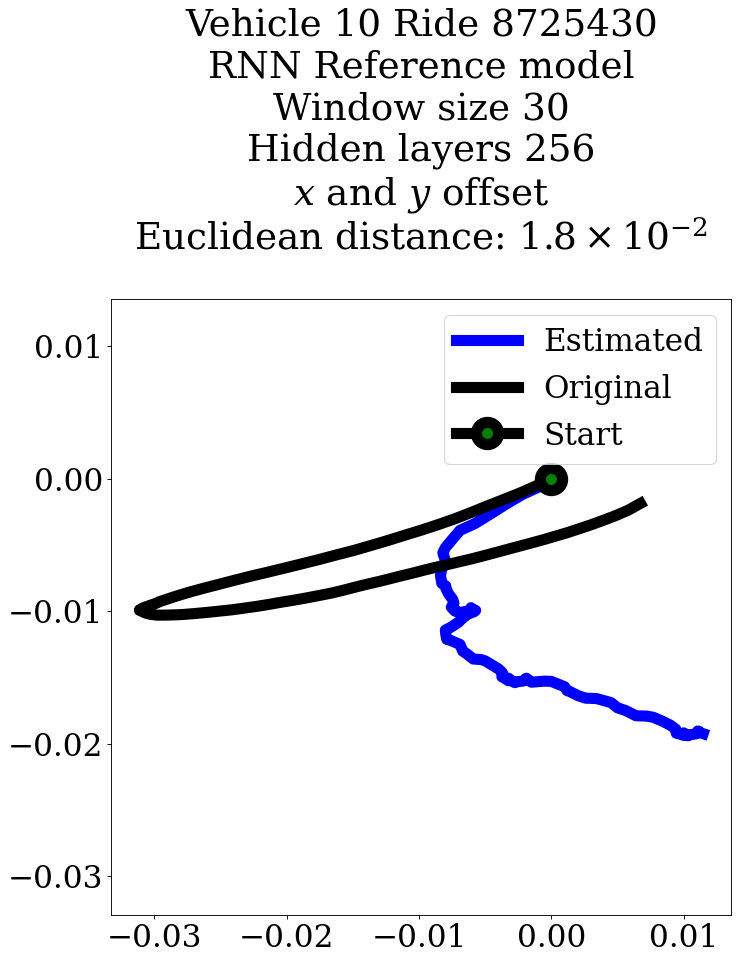 Vehicle 10 Ride 8725430
RNN Reference model
Window size 30
Hidden layers 256
x and y offset
Euclidean distance: 1.8 × 10⁻²
Estimated
Original
Start
0.01
0.00
−0.01
−0.02
−0.03
−0.03 −0.02 −0.01 0.00 0.01